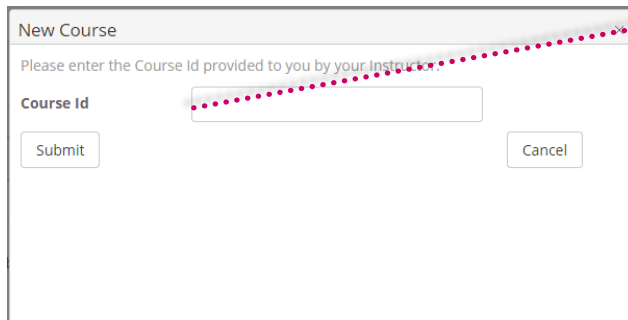 New Course
Please enter the Course Id provided to you by your Instructor.
Course Id
Submit
Cancel